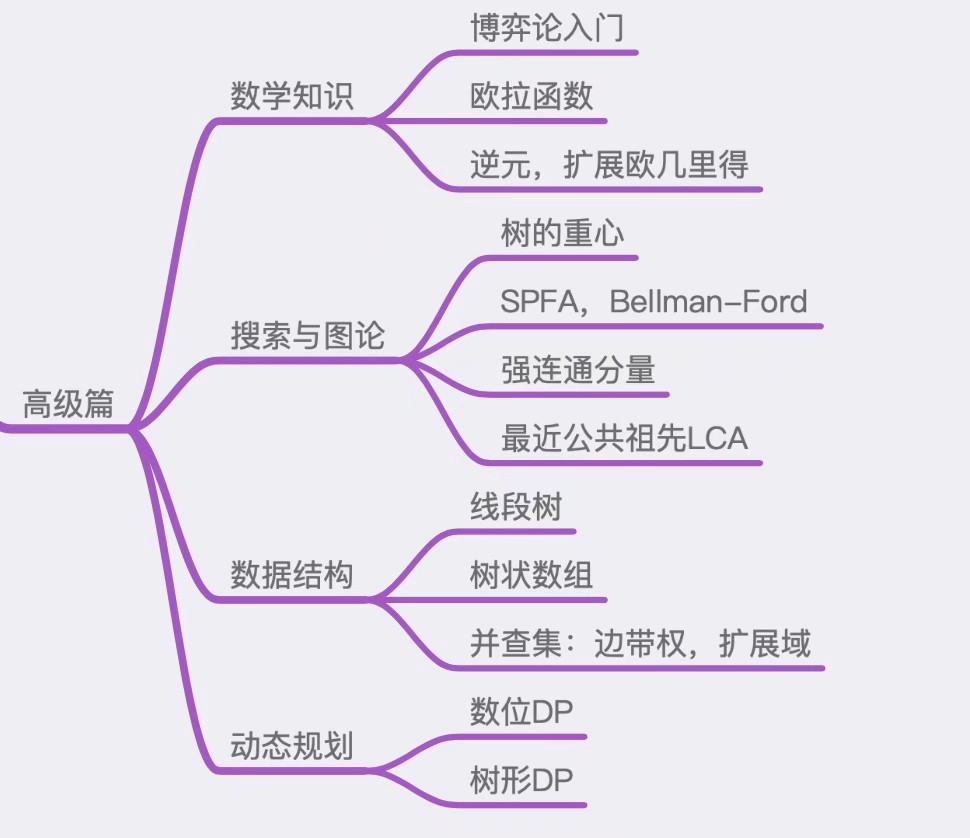 高级篇
数学知识
博弈论入门
欧拉函数
逆元，扩展欧几里得
搜索与图论
树的重心
SPFA，Bellman-Ford
强连通分量
最近公共祖先LCA
数据结构
线段树
树状数组
并查集：边带权，扩展域
动态规划
数位DP
树形DP